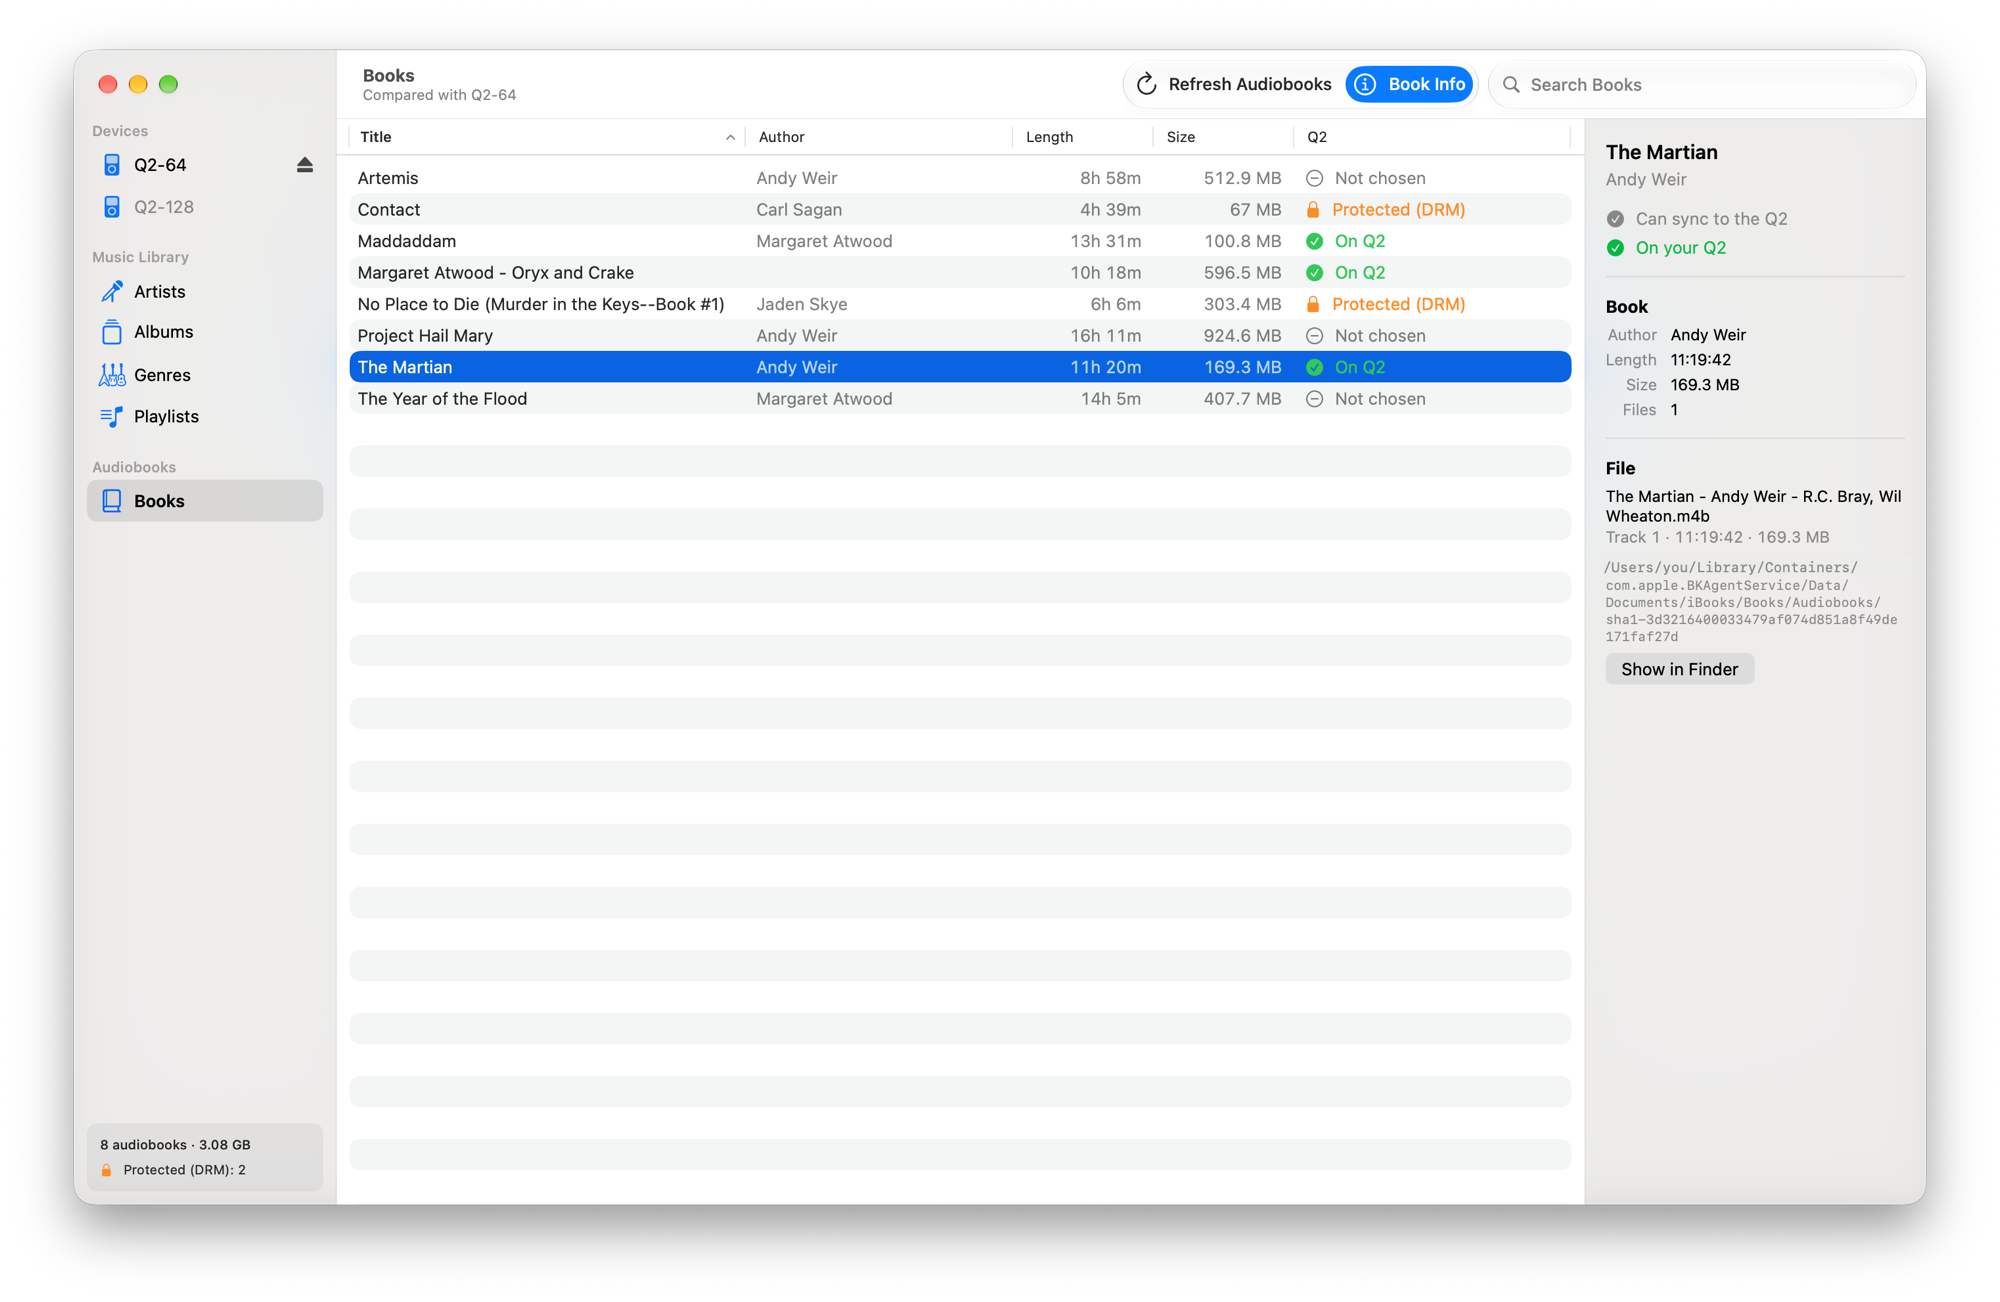 Books
Compared with Q2-64
Refresh Audiobooks
Book Info
Search Books
Devices
Q2-64
Q2-128
Music Library
Artists
Albums
Genres
Playlists
Audiobooks
Books
8 audiobooks · 3.08 GB
Protected (DRM): 2
Title Author Length Size Q2
Artemis Andy Weir 8h 58m 512.9 MB Not chosen
Contact Carl Sagan 4h 39m 67 MB Protected (DRM)
Maddaddam Margaret Atwood 13h 31m 100.8 MB On Q2
Margaret Atwood - Oryx and Crake 10h 18m 596.5 MB On Q2
No Place to Die (Murder in the Keys--Book #1) Jaden Skye 6h 6m 303.4 MB Protected (DRM)
Project Hail Mary Andy Weir 16h 11m 924.6 MB Not chosen
The Martian Andy Weir 11h 20m 169.3 MB On Q2
The Year of the Flood Margaret Atwood 14h 5m 407.7 MB Not chosen
The Martian
Andy Weir
Can sync to the Q2
On your Q2
Book
Author Andy Weir
Length 11:19:42
Size 169.3 MB
Files 1
File
The Martian - Andy Weir - R.C. Bray, Wil
Wheaton.m4b
Track 1 · 11:19:42 · 169.3 MB
/Users/you/Library/Containers/
com.apple.BKAgentService/Data/
Documents/iBooks/Books/Audiobooks/
sha1-3d3216400033479af074d851a8f49de
171faf27d
Show in Finder